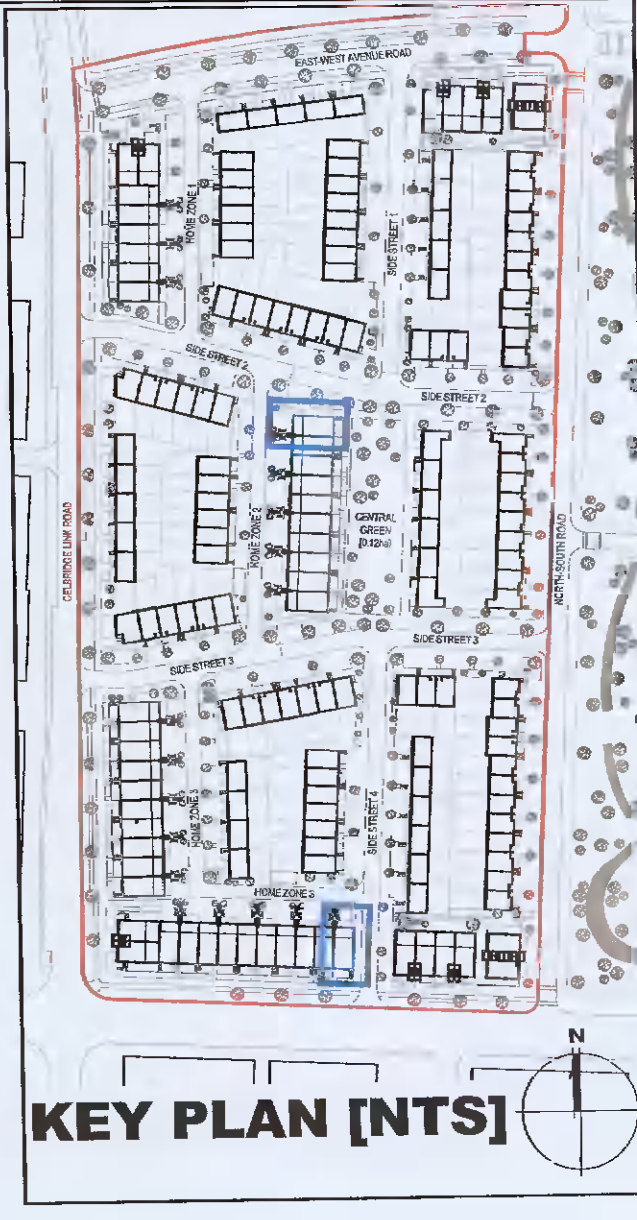 EAST-WEST AVENUE ROAD
HOME ZONE 1
SIDE STREET 1
SIDE STREET 2
SIDE STREET 2
CELBRIDGE LINK ROAD
HOME ZONE 2
CENTRAL
GREEN
[0.12ha]
NORTH-SOUTH ROAD
SIDE STREET 3
SIDE STREET 3
HOME ZONE 3
SIDE STREET 4
HOME ZONE 3
N
KEY PLAN [NTS]